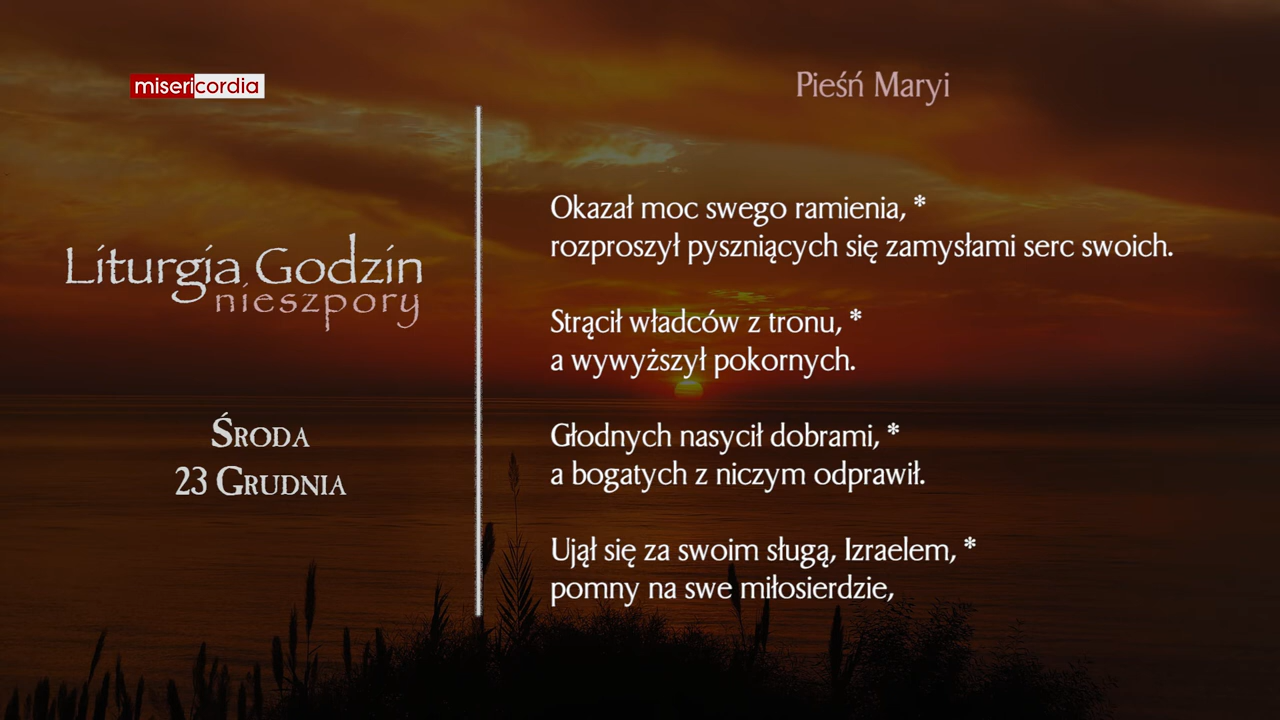 misericordia
Liturgia Godzin
nieszpory
Środa
23 Grudnia
Pieśń Maryi
Okazał moc swego ramienia, *
rozproszył pyszniących się zamysłami serc swoich.
Strącił władców z tronu, *
a wywyższył pokornych.
Głodnych nasycił dobrami, *
a bogatych z niczym odprawił.
Ujął się za swoim sługą, Izraelem, *
pomny na swe miłosierdzie,